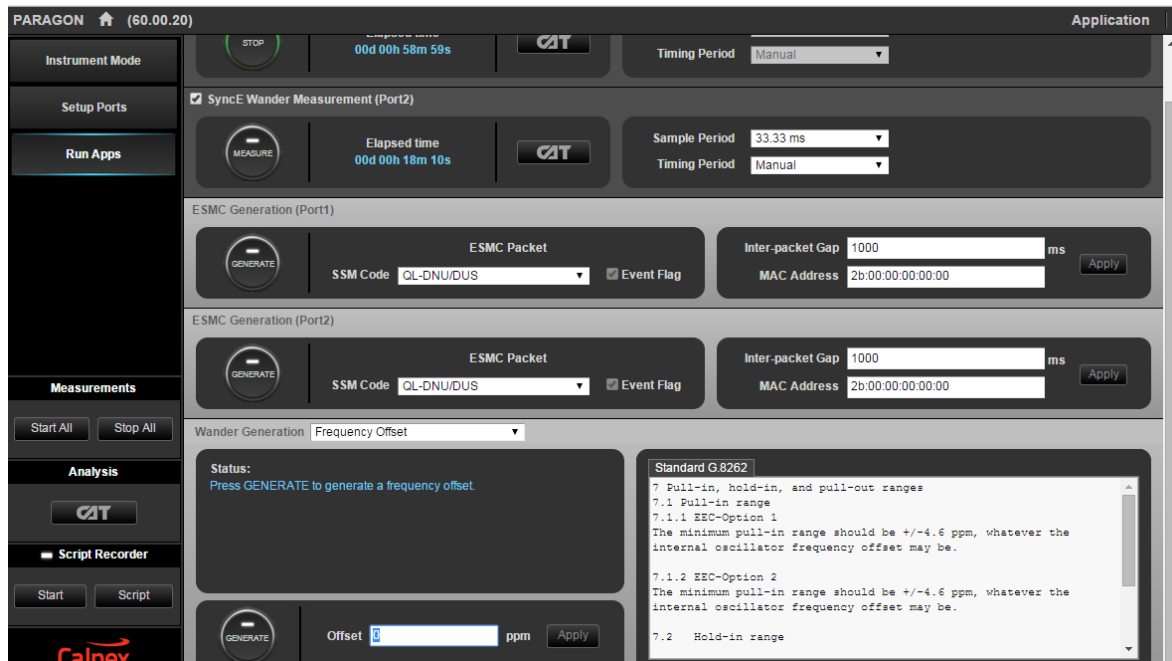 PARAGON (60.00.20)
Application
Instrument Mode
Setup Ports
Run Apps
Measurements
Start All Stop All
Analysis
CAT
Script Recorder
Start Script
Calnex
STOP
00d 00h 58m 59s
CAT
Timing Period Manual
SyncE Wander Measurement (Port2)
MEASURE
Elapsed time
00d 00h 18m 10s
CAT
Sample Period 33.33 ms
Timing Period Manual
ESMC Generation (Port1)
GENERATE
ESMC Packet
SSM Code QL-DNU/DUS Event Flag
Inter-packet Gap 1000 ms
MAC Address 2b:00:00:00:00:00
Apply
ESMC Generation (Port2)
GENERATE
ESMC Packet
SSM Code QL-DNU/DUS Event Flag
Inter-packet Gap 1000 ms
MAC Address 2b:00:00:00:00:00
Apply
Wander Generation Frequency Offset
Status:
Press GENERATE to generate a frequency offset.
GENERATE
Offset 0 ppm Apply
Standard G.8262
7 Pull-in, hold-in, and pull-out ranges
7.1 Pull-in range
7.1.1 EEC-Option 1
The minimum pull-in range should be +/-4.6 ppm, whatever the
internal oscillator frequency offset may be.
7.1.2 EEC-Option 2
The minimum pull-in range should be +/-4.6 ppm, whatever the
internal oscillator frequency offset may be.
7.2 Hold-in range